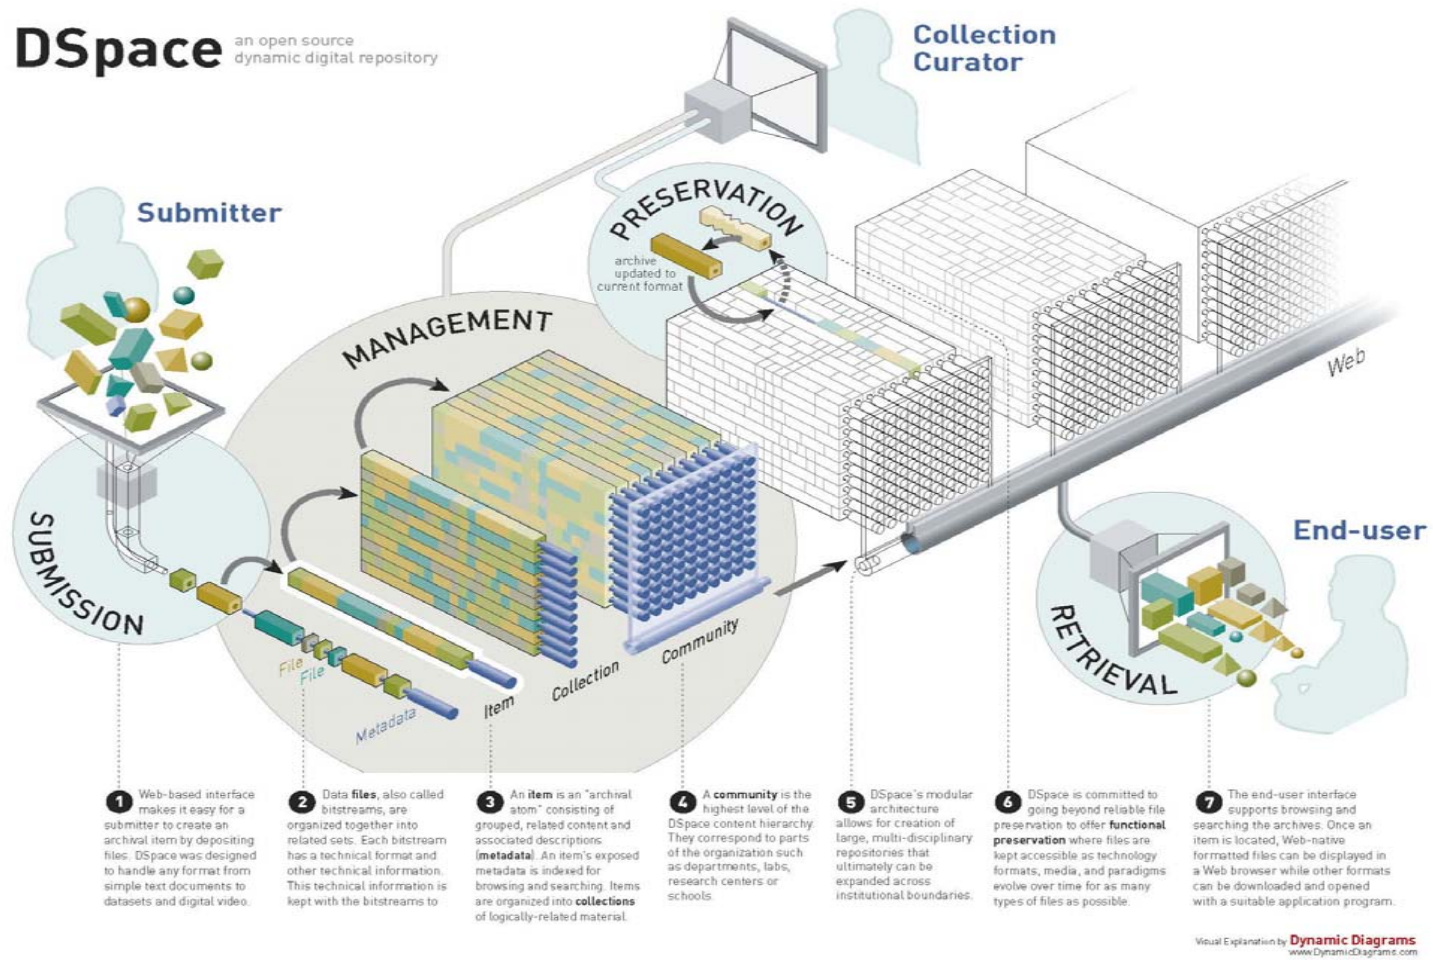 DSpace
an open source
dynamic digital repository
Collection
Curator
Submitter
PRESERVATION
archive
updated to
current format
MANAGEMENT
Web
SUBMISSION
End-user
RETRIEVAL
File
File
Metadata
Item
Collection
Community
1 Web-based interface
makes it easy for a
submitter to create an
archival item by depositing
files. DSpace was designed
to handle any format from
simple text documents to
datasets and digital video.
2 Data files, also called
bitstreams, are
organized together into
related sets. Each bitstream
has a technical format and
other technical information.
This technical information is
kept with the bitstreams to
3 An item is an "archival
atom" consisting of
grouped, related content and
associated descriptions
(metadata). An item's exposed
metadata is indexed for
browsing and searching. Items
are organized into collections
of logically-related material.
4 A community is the
highest level of the
DSpace content hierarchy.
They correspond to parts
of the organization such
as departments, labs,
research centers or
schools.
5 DSpace's modular
architecture
allows for creation of
large, multi-disciplinary
repositories that
ultimately can be
expanded across
institutional boundaries.
6 DSpace is committed to
going beyond reliable file
preservation to offer functional
preservation where files are
kept accessible as technology
formats, media, and paradigms
evolve over time for as many
types of files as possible.
7 The end-user interface
supports browsing and
searching the archives. Once an
item is located, Web-native
formatted files can be displayed in
a Web browser while other formats
can be downloaded and opened
with a suitable application program.
Visual Explanation by Dynamic Diagrams
www.DynamicDiagrams.com